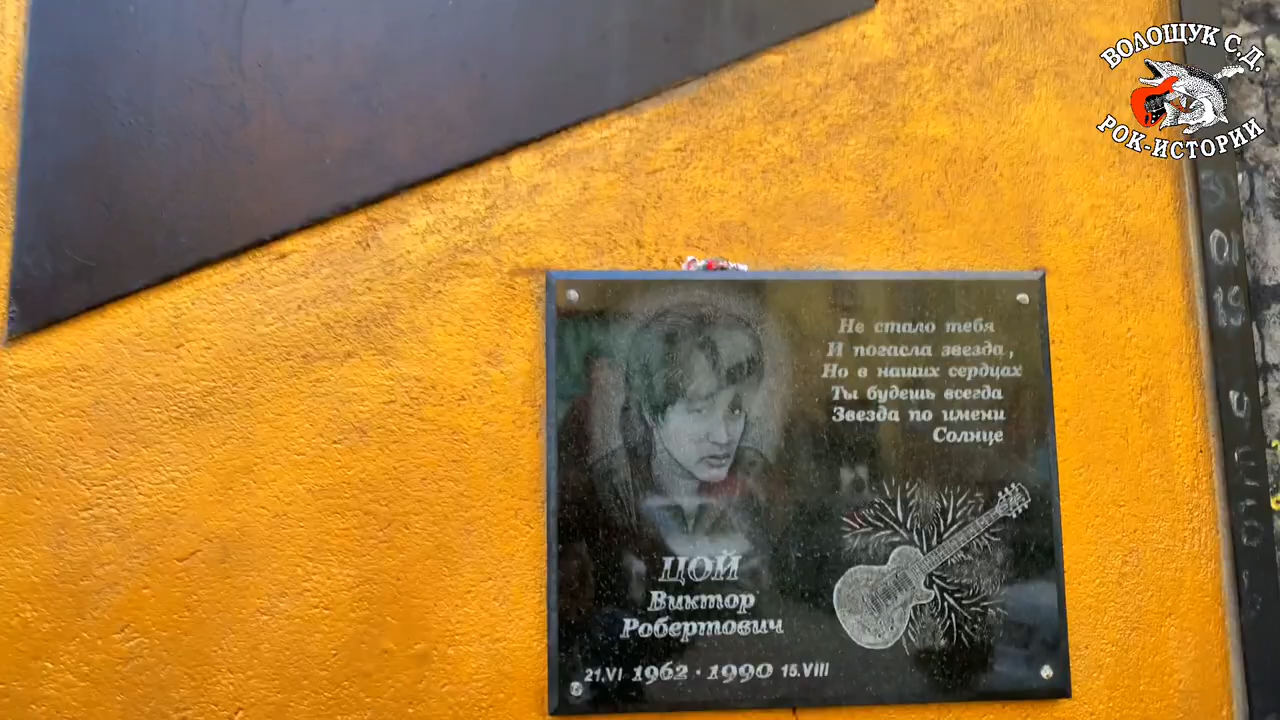 ВОЛОЩУК С.Д.
РОК-ИСТОРИИ
Не стало тебя
И погасла звезда,
Но в наших сердцах
Ты будешь всегда
Звезда по имени
Солнце
ЦОЙ
Виктор
Робертович
21.VI 1962 · 1990 15.VIII